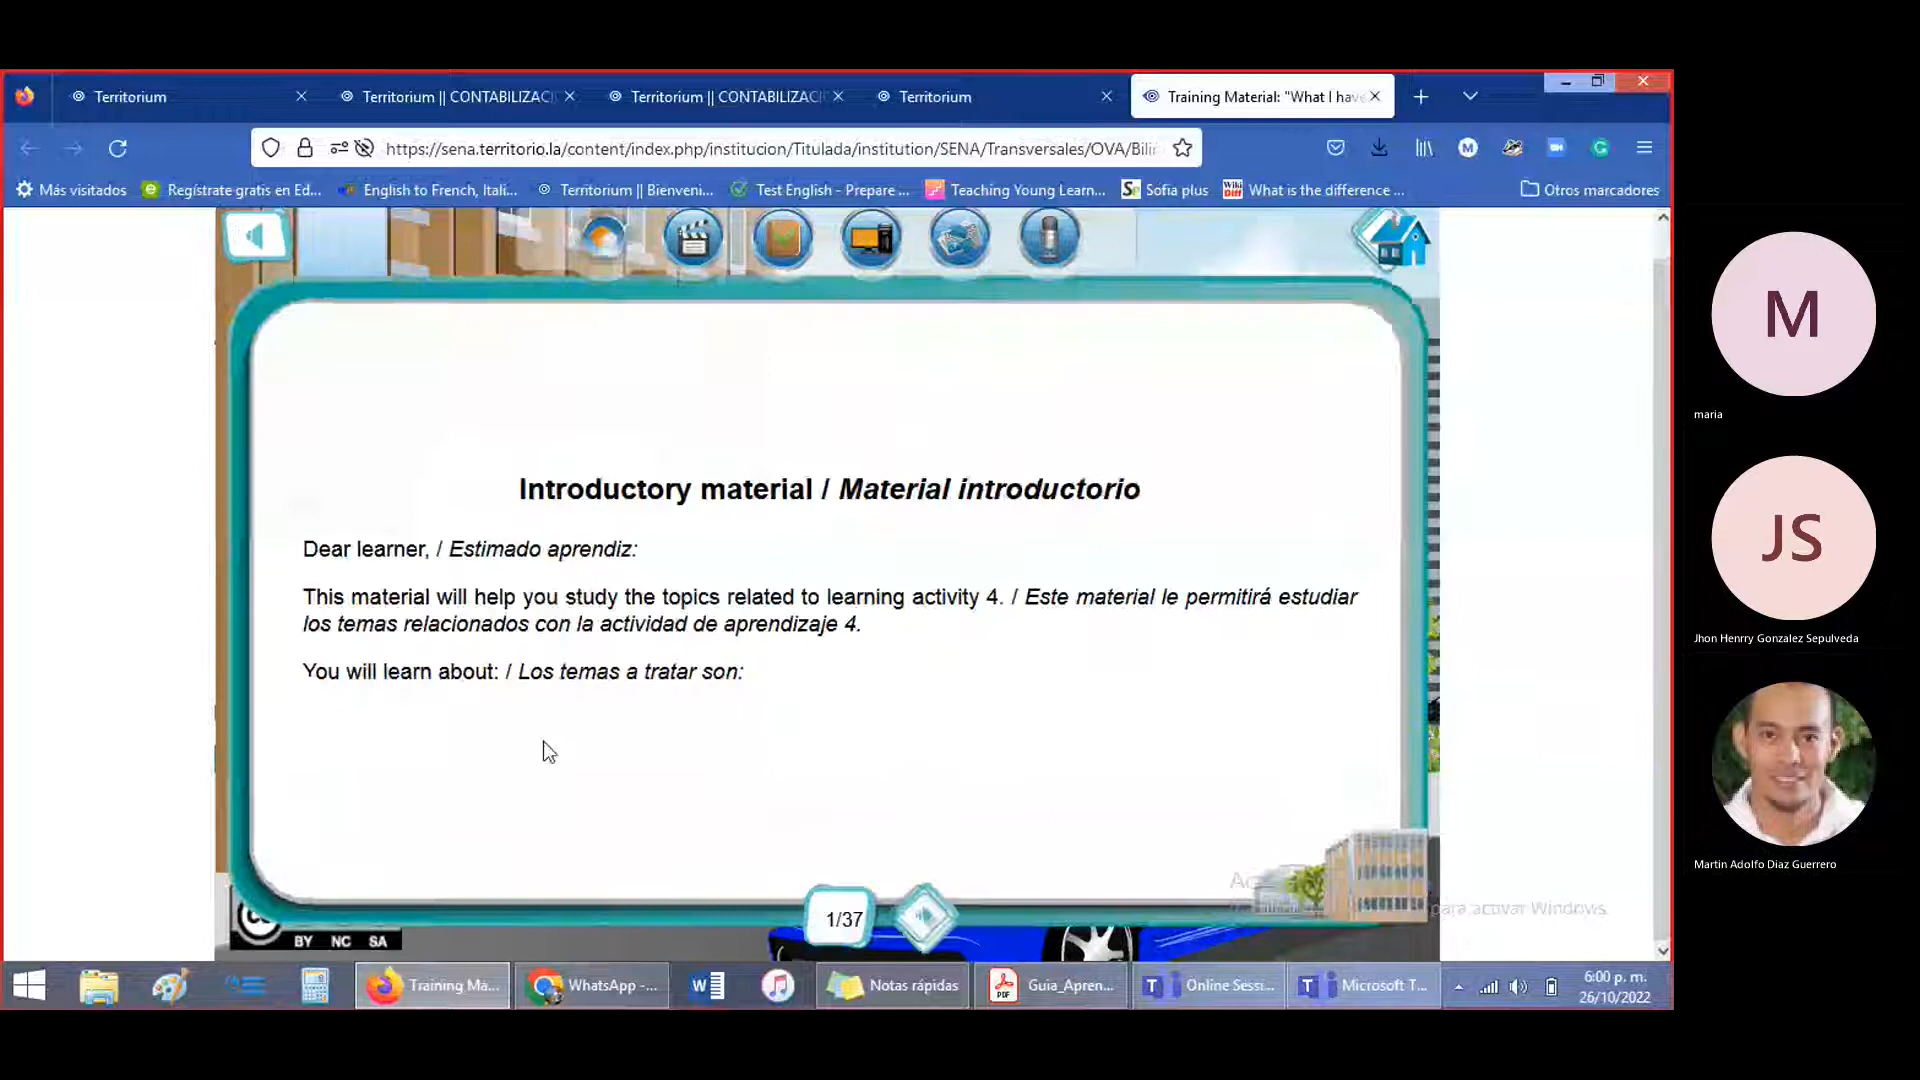 Territorium
Territorium || CONTABILIZACI
Territorium || CONTABILIZACI
Territorium
Training Material: "What I have
https://sena.territorio.la/content/index.php/institucion/Titulada/institution/SENA/Transversales/OVA/Bili
Más visitados
Regístrate gratis en Ed...
English to French, Itali...
Territorium || Bienveni...
Test English - Prepare ...
Teaching Young Learn...
Sofia plus
What is the difference ...
Otros marcadores
Introductory material / Material introductorio
Dear learner, / Estimado aprendiz:
This material will help you study the topics related to learning activity 4. / Este material le permitirá estudiar
los temas relacionados con la actividad de aprendizaje 4.
You will learn about: / Los temas a tratar son:
1/37
para activar Windows.
BY NC SA
Training Ma...
WhatsApp -...
Notas rápidas
Guia_Apren...
Online Sessi...
Microsoft T...
6:00 p. m.
26/10/2022
M
maria
JS
Jhon Henrry Gonzalez Sepulveda
Martin Adolfo Diaz Guerrero